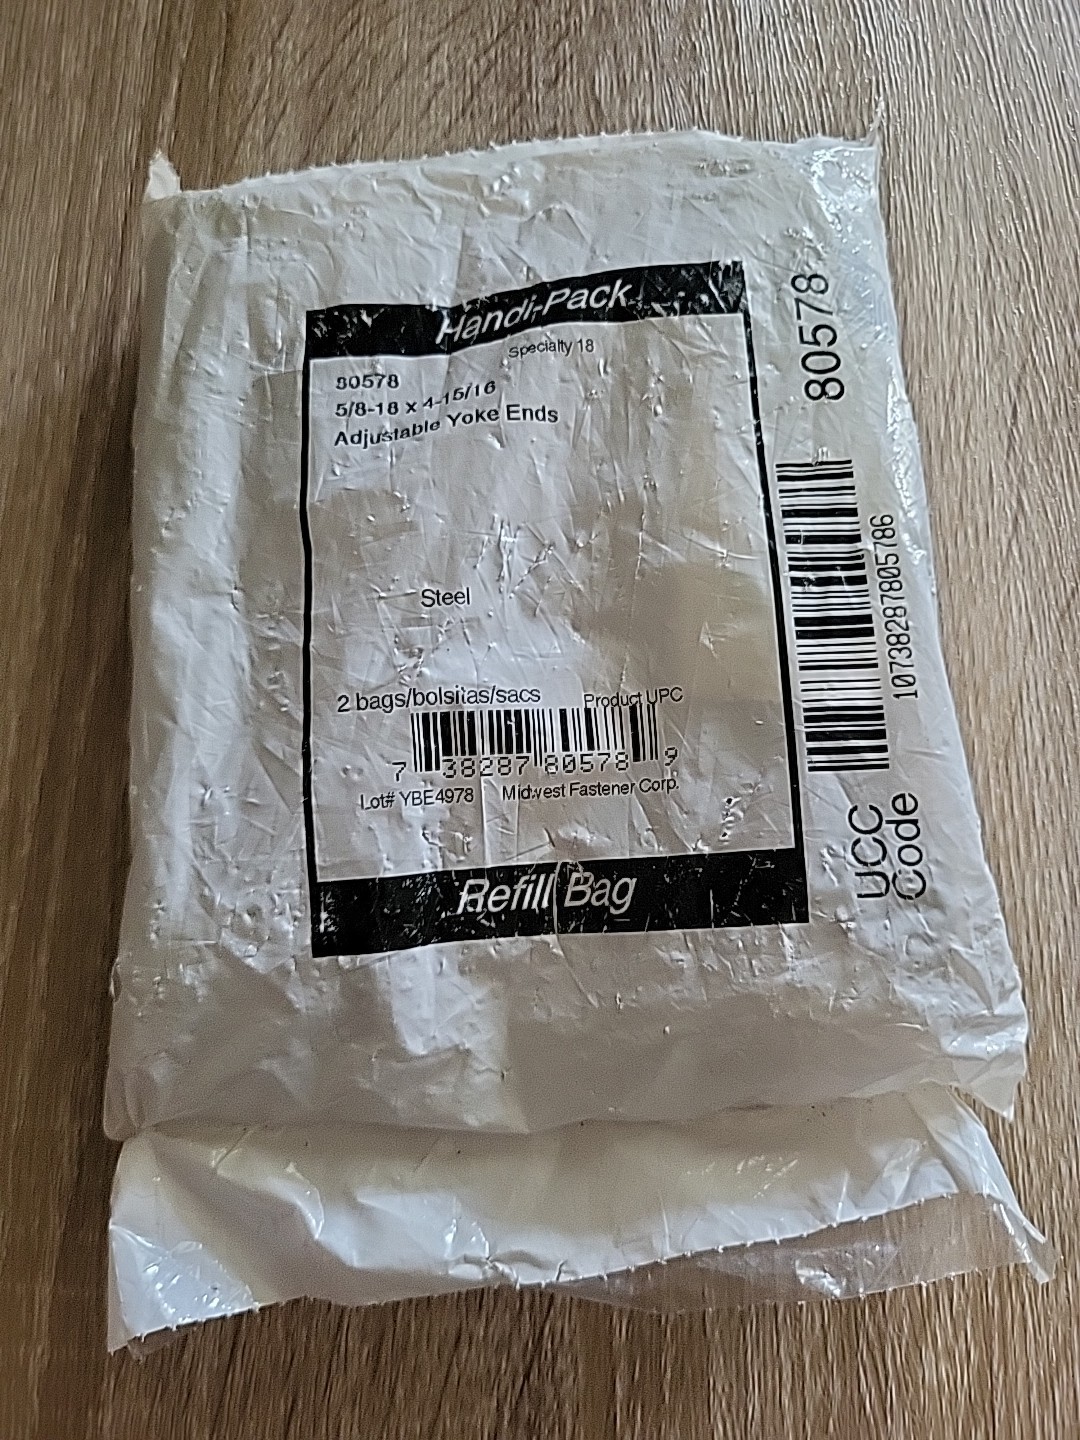 Handi-Pack
Specialty 18
80578
5/8-18 x 4-15/16
Adjustable Yoke Ends
Steel
2 bags/bolsitas/sacs
Product UPC
7 38287 80578 9
Lot# YBE4978
Midwest Fastener Corp.
Refill Bag
80578
10738287805786
UCC
Code